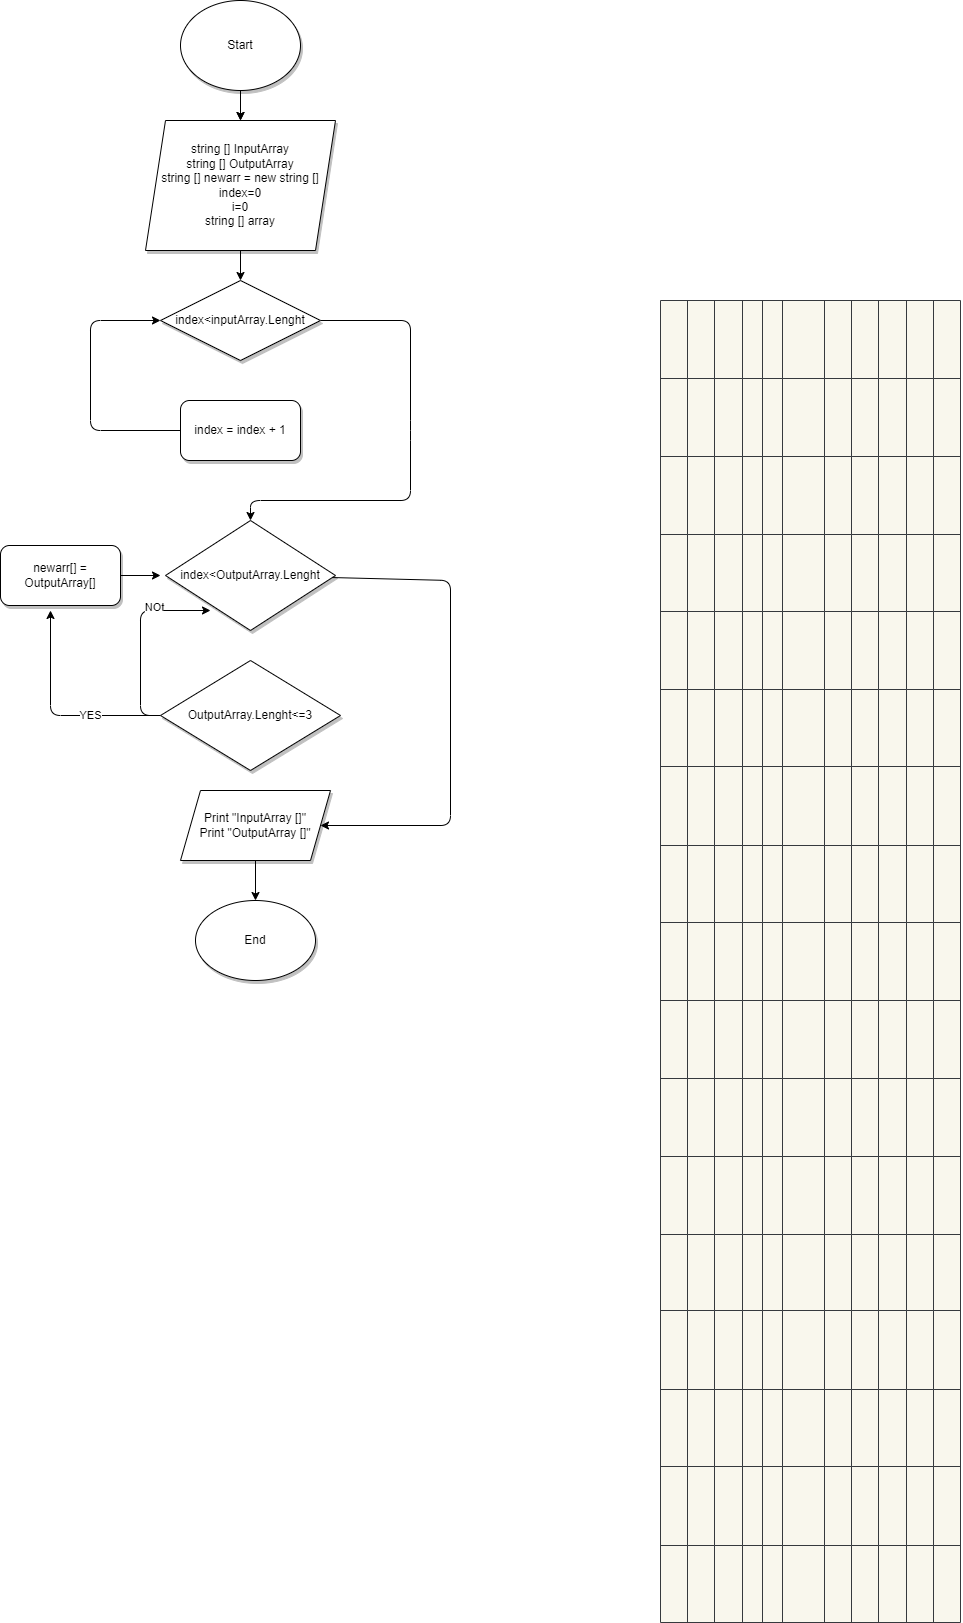 Start
string [] InputArray
string [] OutputArray
string [] newarr = new string []
index=0
i=0
string [] array
index<inputArray.Lenght
index = index + 1
index<OutputArray.Lenght
newarr[] =
OutputArray[]
NOt
OutputArray.Lenght<=3
YES
Print "InputArray []"
Print "OutputArray []"
End